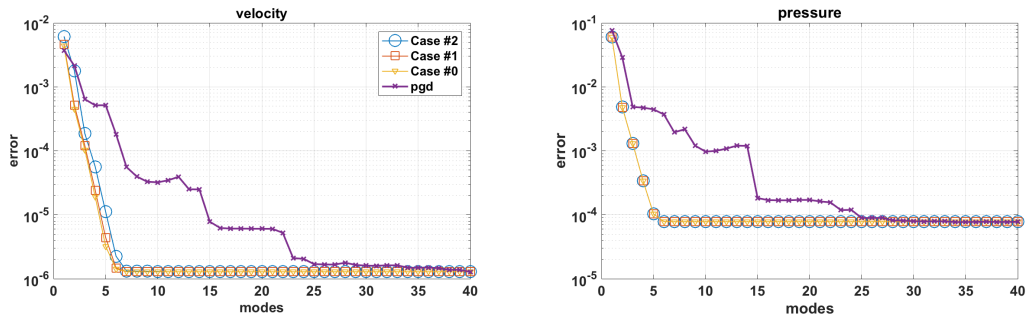 velocity
10^-2
10^-3
10^-4
10^-5
10^-6
error
0 5 10 15 20 25 30 35 40
modes
Case #2
Case #1
Case #0
pgd
pressure
10^-1
10^-2
10^-3
10^-4
10^-5
error
0 5 10 15 20 25 30 35 40
modes